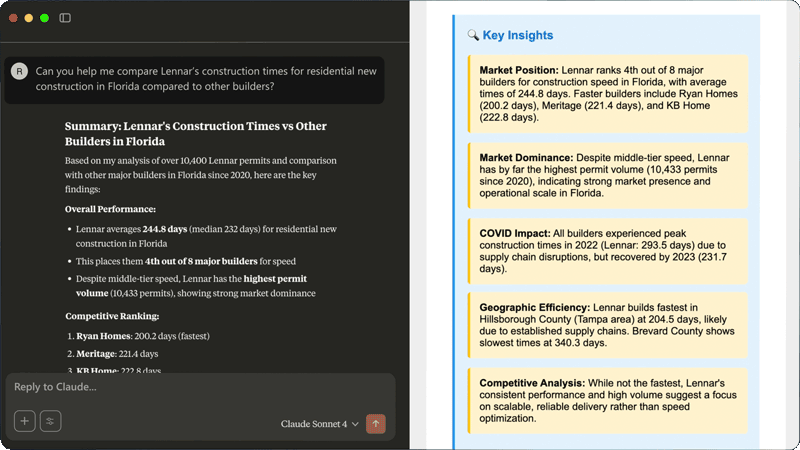 R
Can you help me compare Lennar's construction times for residential new
construction in Florida compared to other builders?
Summary: Lennar's Construction Times vs Other
Builders in Florida
Based on my analysis of over 10,400 Lennar permits and comparison
with other major builders in Florida since 2020, here are the key
findings:
Overall Performance:
• Lennar averages 244.8 days (median 232 days) for residential new
construction in Florida
• This places them 4th out of 8 major builders for speed
• Despite middle-tier speed, Lennar has the highest permit
volume (10,433 permits), showing strong market dominance
Competitive Ranking:
1. Ryan Homes: 200.2 days (fastest)
2. Meritage: 221.4 days
3. KB Home: 222.8 days
Reply to Claude...
Claude Sonnet 4
🔍 Key Insights
Market Position: Lennar ranks 4th out of 8 major
builders for construction speed in Florida, with average
times of 244.8 days. Faster builders include Ryan Homes
(200.2 days), Meritage (221.4 days), and KB Home
(222.8 days).
Market Dominance: Despite middle-tier speed, Lennar
has by far the highest permit volume (10,433 permits
since 2020), indicating strong market presence and
operational scale in Florida.
COVID Impact: All builders experienced peak
construction times in 2022 (Lennar: 293.5 days) due to
supply chain disruptions, but recovered by 2023 (231.7
days).
Geographic Efficiency: Lennar builds fastest in
Hillsborough County (Tampa area) at 204.5 days, likely
due to established supply chains. Brevard County shows
slowest times at 340.3 days.
Competitive Analysis: While not the fastest, Lennar's
consistent performance and high volume suggest a focus
on scalable, reliable delivery rather than speed
optimization.